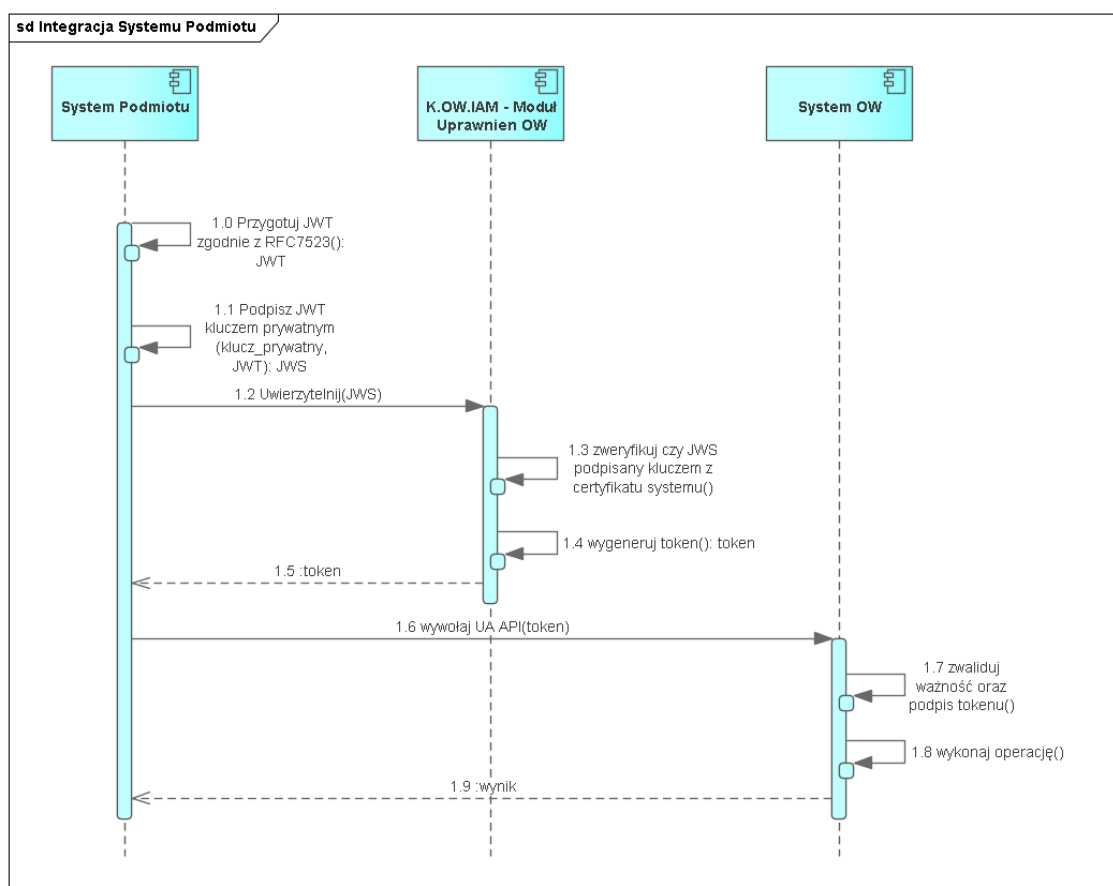 sd Integracja Systemu Podmiotu
System Podmiotu
K.OW.IAM - Moduł
Uprawnien OW
System OW
1.0 Przygotuj JWT
zgodnie z RFC7523():
JWT
1.1 Podpisz JWT
kluczem prywatnym
(klucz_prywatny,
JWT): JWS
1.2 Uwierzytelnij(JWS)
1.3 zweryfikuj czy JWS
podpisany kluczem z
certyfikatu systemu()
1.4 wygeneruj token(): token
1.5 :token
1.6 wywołaj UA API(token)
1.7 zwaliduj
ważność oraz
podpis tokenu()
1.8 wykonaj operację()
1.9 :wynik